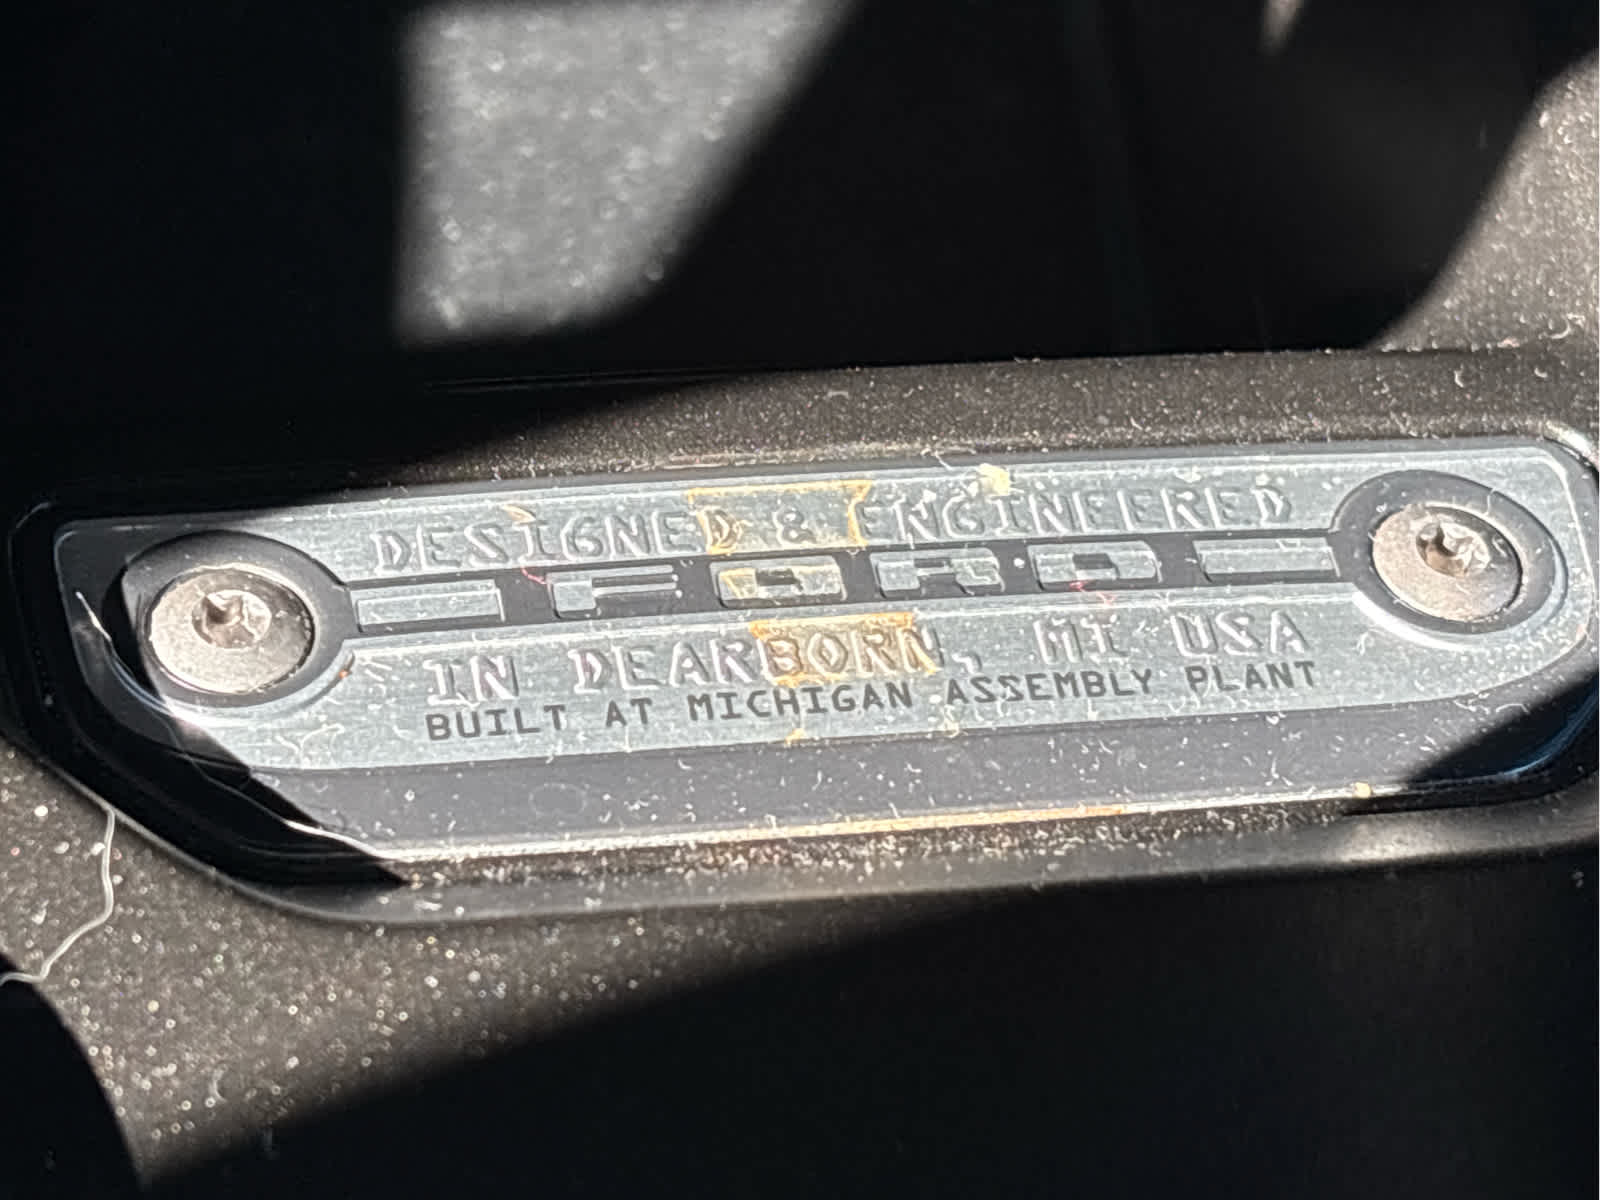 DESIGNED & ENGINEERED
FORD
IN DEARBORN, MI USA
BUILT AT MICHIGAN ASSEMBLY PLANT